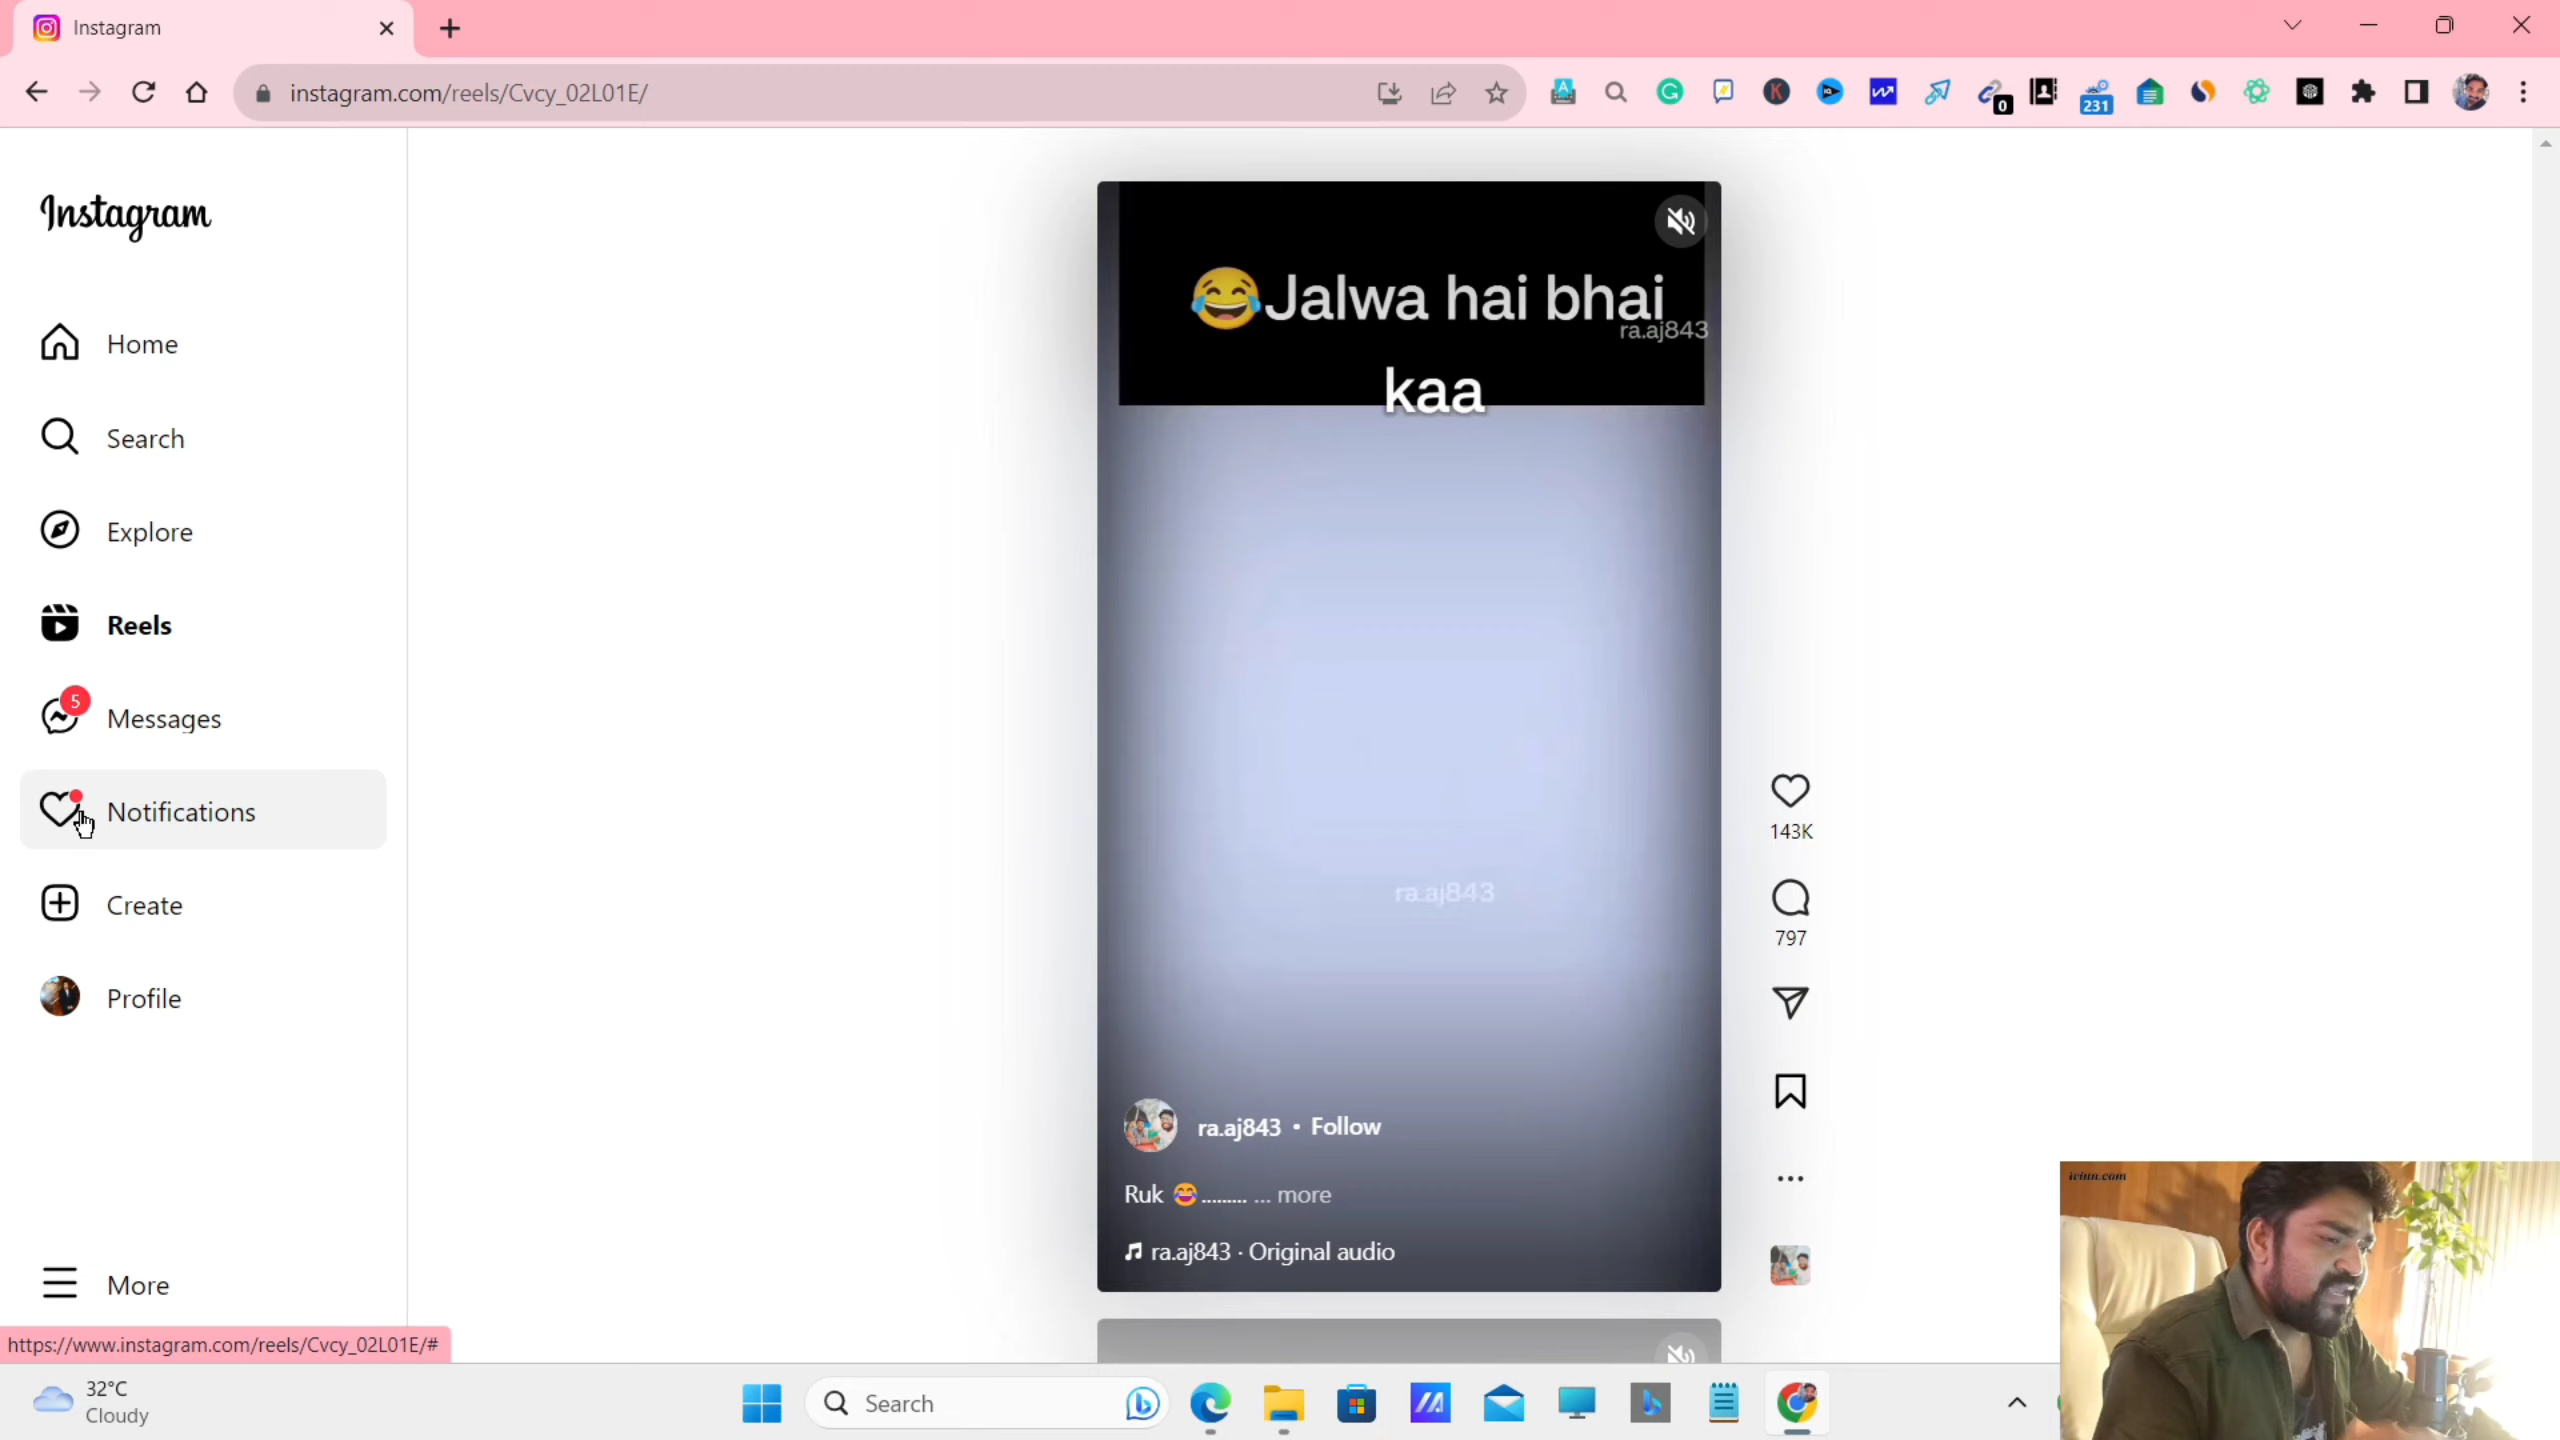 Instagram
instagram.com/reels/Cvcy_02L01E/
0
231
Instagram
Home
Search
Explore
Reels
5
Messages
Notifications
Create
Profile
More
https://www.instagram.com/reels/Cvcy_02L01E/#
😂Jalwa hai bhai
ra.aj843
kaa
ra.aj843
ra.aj843 • Follow
Ruk 😂......... ... more
ra.aj843 · Original audio
143K
797
ivinn.com
32°C
Cloudy
Search